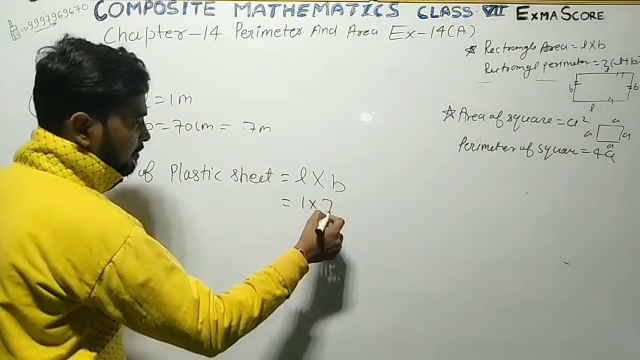 COMPOSITE MATHEMATICS CLASS VII EXMASCORE
9997969670
Chapter-14 Perimeter And Area Ex-14(A)
* Rectangle Area = l×b
Rectangle perimeter = 2(l+b)
b
b
l
= 1m
= 70cm = .7m
☆ Area of square = a²
a
a
a
a
Perimeter of square = 4a
of Plastic sheet = l × b
= 1×